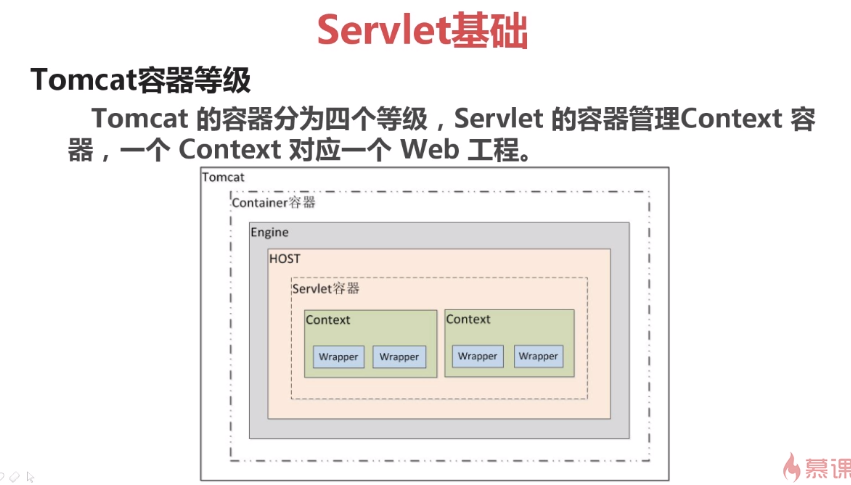 Servlet基础
Tomcat容器等级
Tomcat 的容器分为四个等级，Servlet 的容器管理Context 容
器，一个 Context 对应一个 Web 工程。
Tomcat
Container容器
Engine
HOST
Servlet容器
Context
Context
Wrapper
Wrapper
Wrapper
Wrapper
慕课